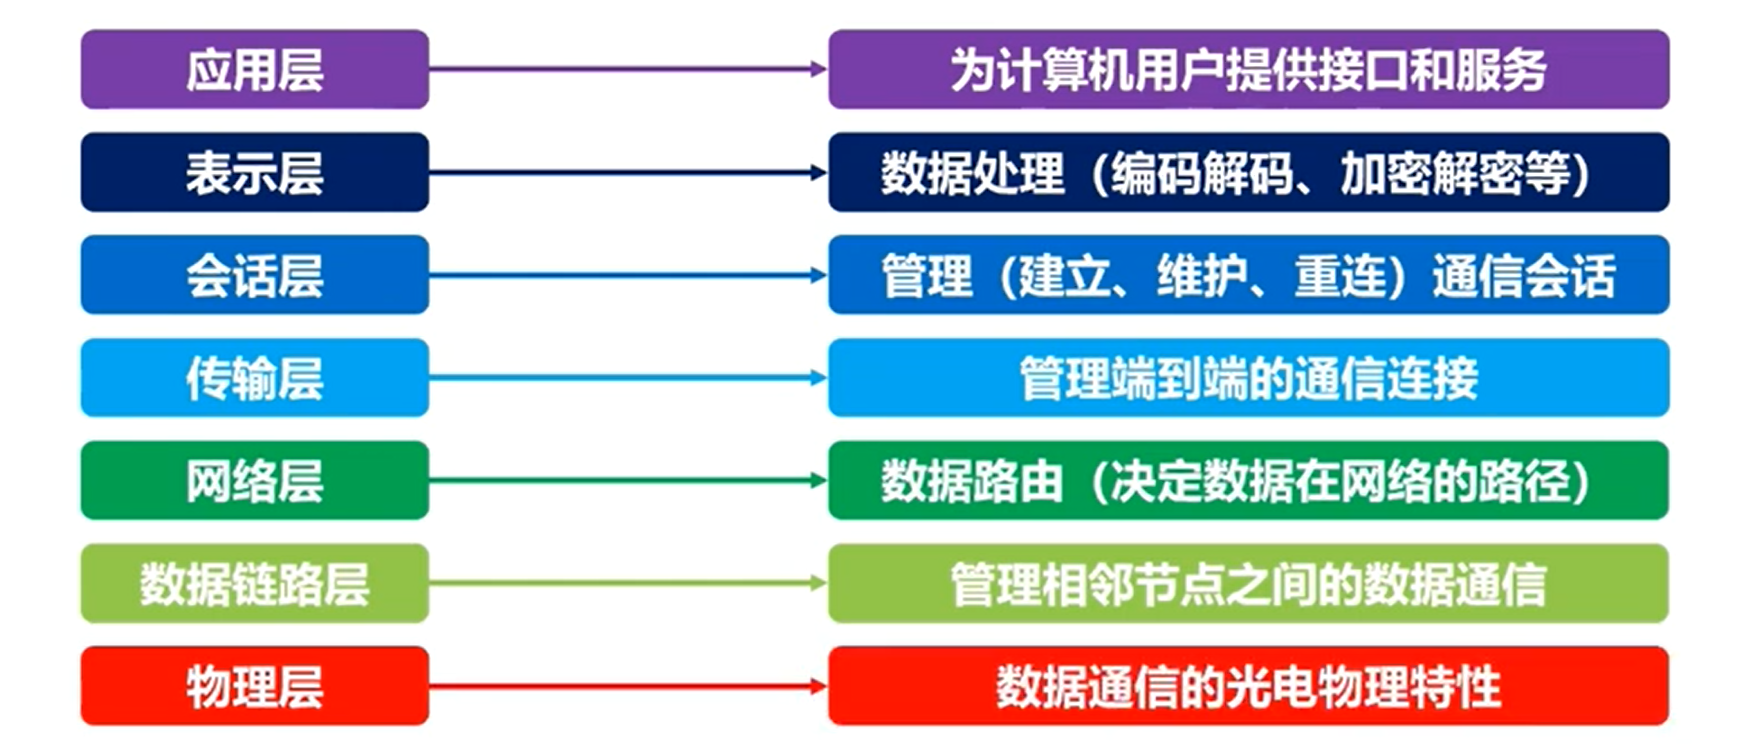 应用层
为计算机用户提供接口和服务
表示层
数据处理（编码解码、加密解密等）
会话层
管理（建立、维护、重连）通信会话
传输层
管理端到端的通信连接
网络层
数据路由（决定数据在网络的路径）
数据链路层
管理相邻节点之间的数据通信
物理层
数据通信的光电物理特性